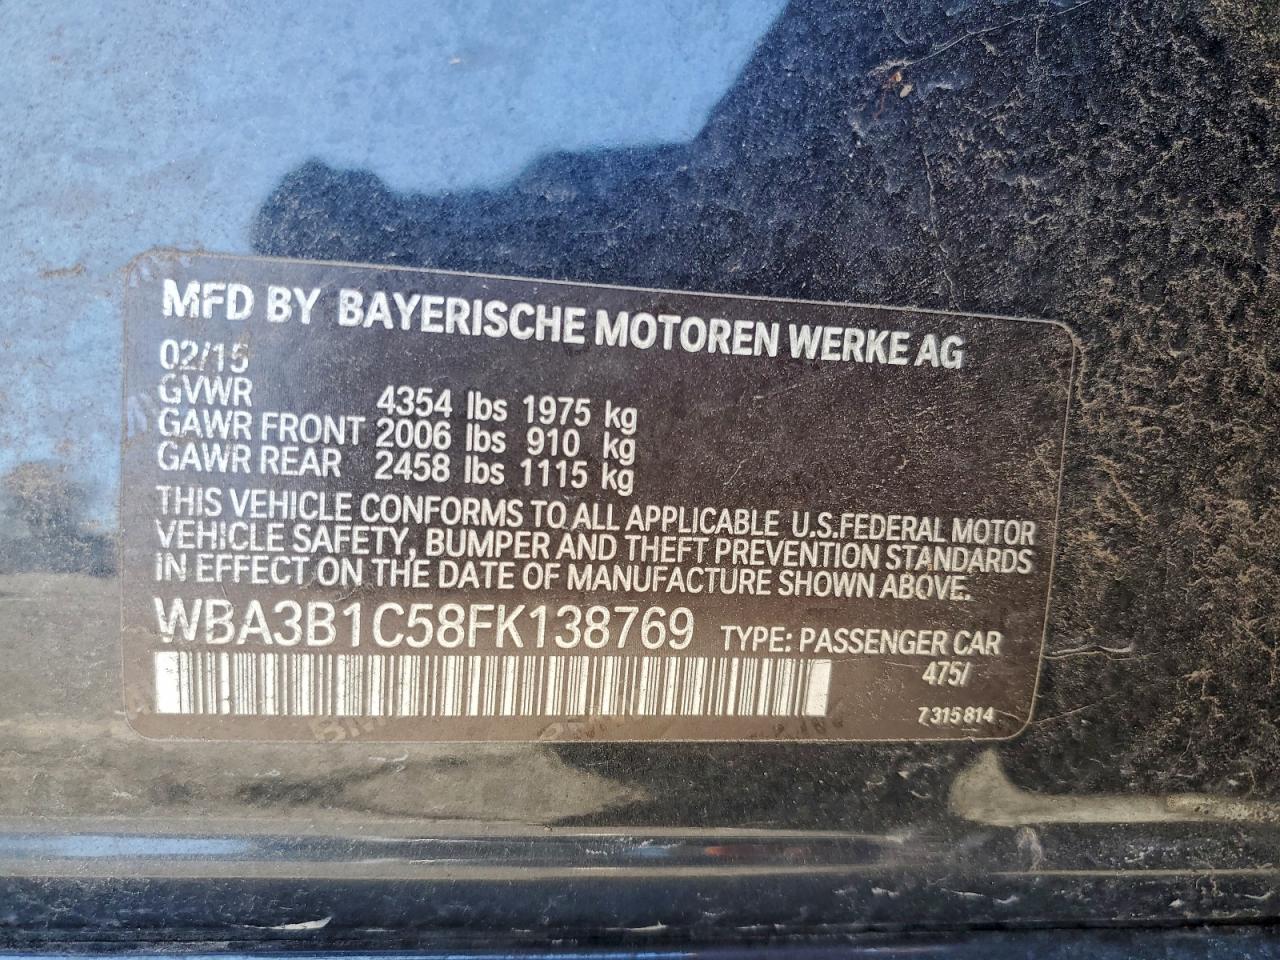 MFD BY BAYERISCHE MOTOREN WERKE AG
02/15
GVWR 4354 lbs 1975 kg
GAWR FRONT 2006 lbs 910 kg
GAWR REAR 2458 lbs 1115 kg
THIS VEHICLE CONFORMS TO ALL APPLICABLE U.S.FEDERAL MOTOR
VEHICLE SAFETY, BUMPER AND THEFT PREVENTION STANDARDS
IN EFFECT ON THE DATE OF MANUFACTURE SHOWN ABOVE.
WBA3B1C58FK138769 TYPE: PASSENGER CAR
475/
7 315 814